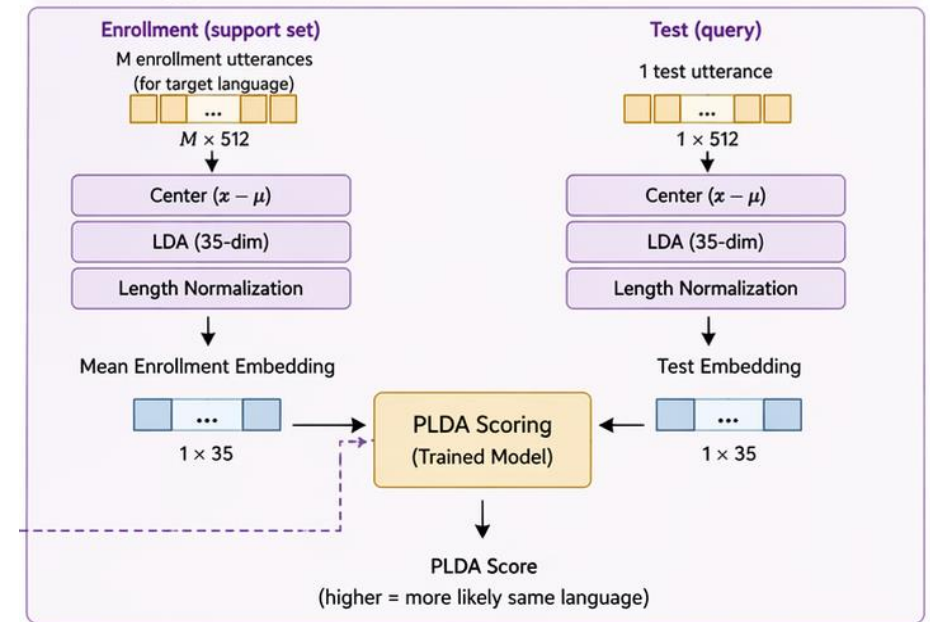 Enrollment (support set)
M enrollment utterances
(for target language)
...
M × 512
Center (x − μ)
LDA (35-dim)
Length Normalization
Mean Enrollment Embedding
...
1 × 35
Test (query)
1 test utterance
...
1 × 512
Center (x − μ)
LDA (35-dim)
Length Normalization
Test Embedding
...
1 × 35
PLDA Scoring
(Trained Model)
PLDA Score
(higher = more likely same language)